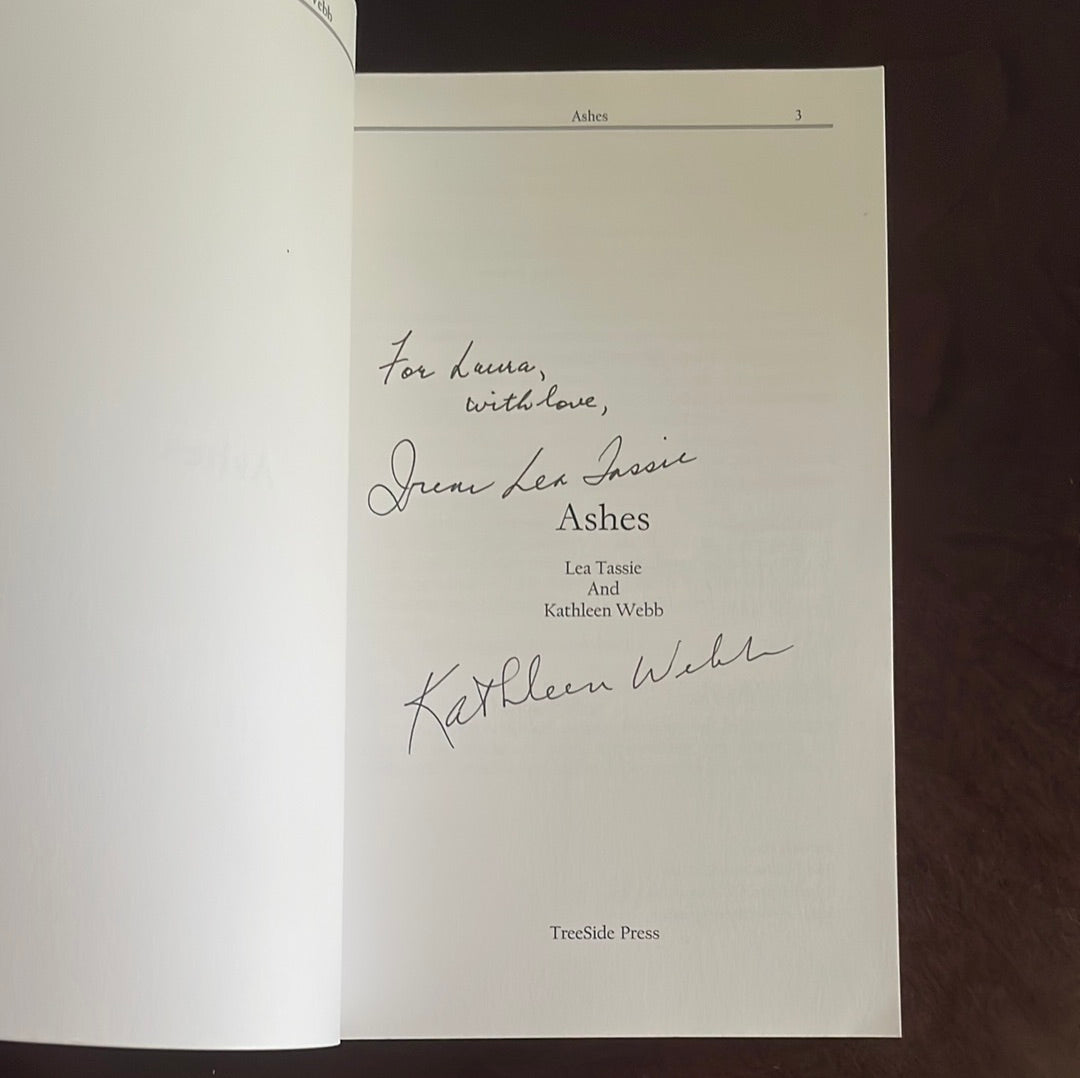 ebb
Ashes 3
For Laura,
with love,
Irene Lea Tassie
Ashes
Lea Tassie
And
Kathleen Webb
Kathleen Webb
TreeSide Press